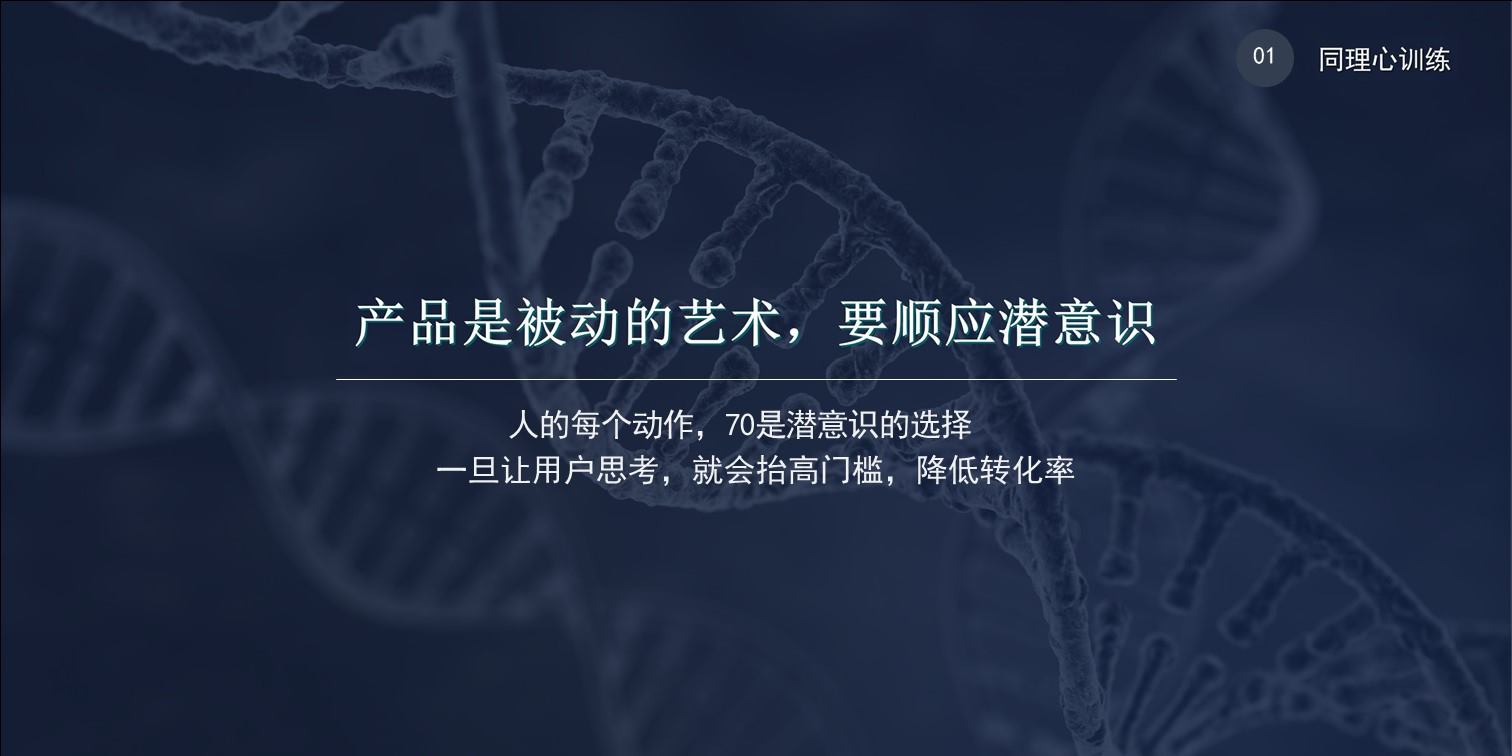 01 同理心训练
产品是被动的艺术，要顺应潜意识
人的每个动作，70是潜意识的选择
一旦让用户思考，就会抬高门槛，降低转化率